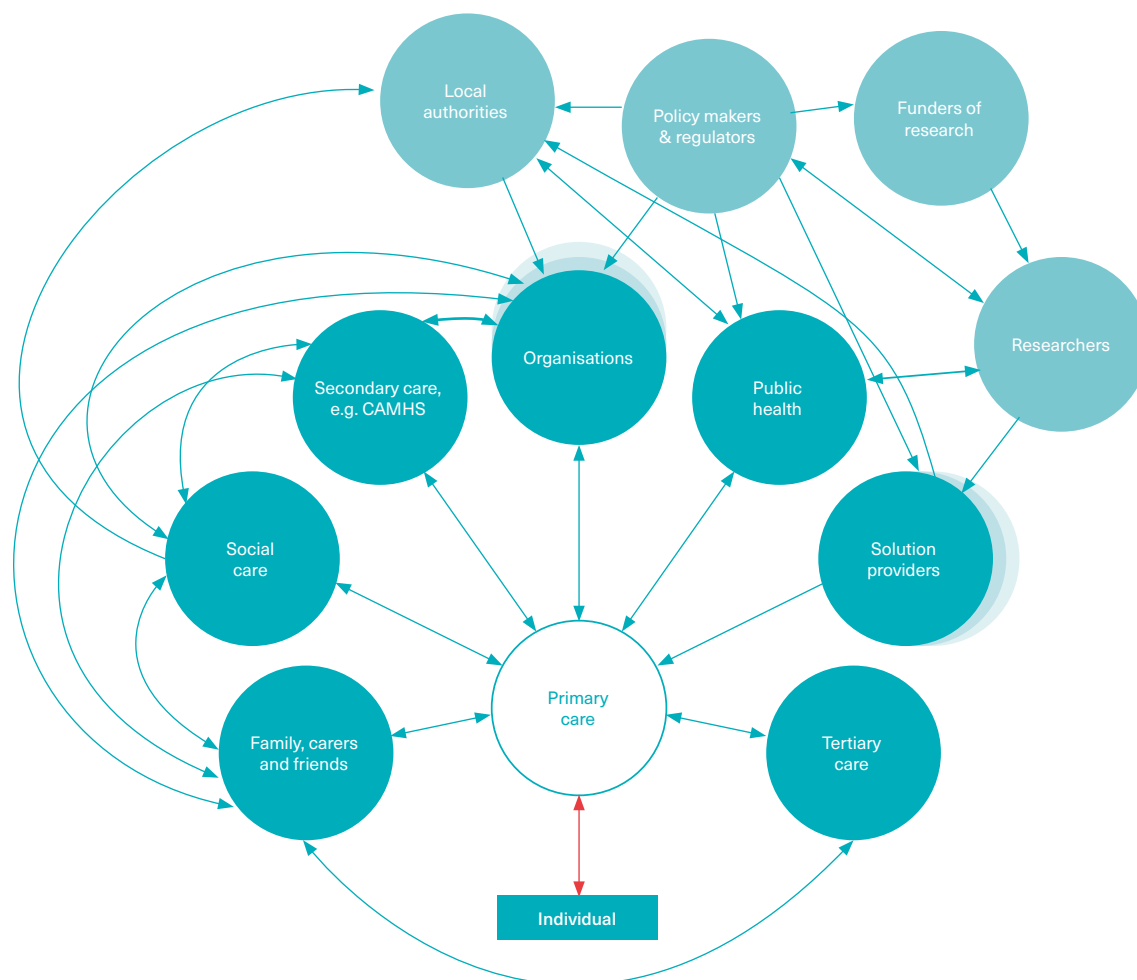 Local
authorities
Policy makers
& regulators
Funders of
research
Organisations
Researchers
Secondary care,
e.g. CAMHS
Public
health
Social
care
Solution
providers
Primary
care
Family, carers
and friends
Tertiary
care
Individual